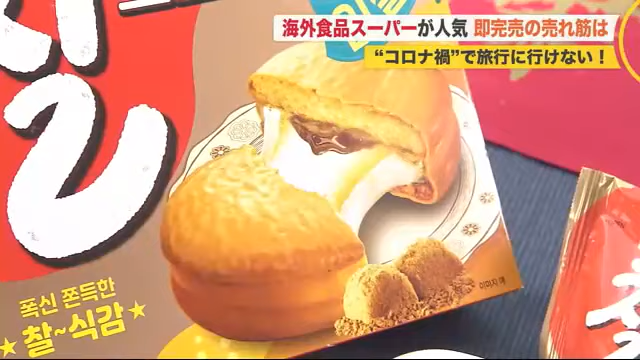 海外食品スーパーが人気 即完売の売れ筋は
“コロナ禍”で旅行に行けない！
폭신 쫀득한
찰~식감
이미지 예